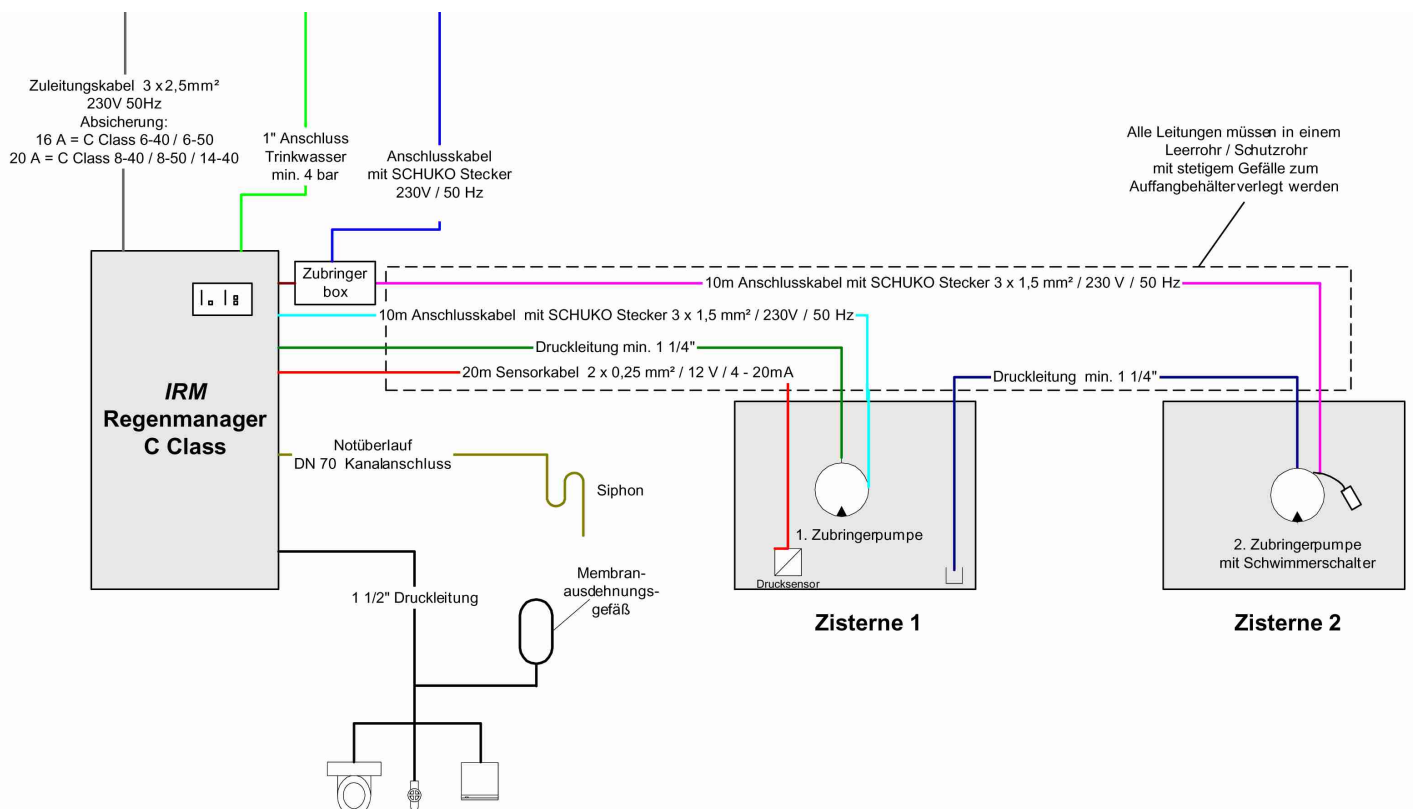 Zuleitungskabel 3 x 2,5mm²
230V 50Hz
Absicherung:
16 A = C Class 6-40 / 6-50
20 A = C Class 8-40 / 8-50 / 14-40
1" Anschluss
Trinkwasser
min. 4 bar
Anschlusskabel
mit SCHUKO Stecker
230V / 50 Hz
Alle Leitungen müssen in einem
Leerrohr / Schutzrohr
mit stetigem Gefälle zum
Auffangbehälter verlegt werden
Zubringer
box
10m Anschlusskabel mit SCHUKO Stecker 3 x 1,5 mm² / 230 V / 50 Hz
10m Anschlusskabel mit SCHUKO Stecker 3 x 1,5 mm² / 230V / 50 Hz
Druckleitung min. 1 1/4"
20m Sensorkabel 2 x 0,25 mm² / 12 V / 4 - 20mA
Druckleitung min. 1 1/4"
IRM
Regenmanager
C Class
Notüberlauf
DN 70 Kanalanschluss
Siphon
1. Zubringerpumpe
Drucksensor
2. Zubringerpumpe
mit Schwimmerschalter
Zisterne 1
Zisterne 2
1 1/2" Druckleitung
Membran-
ausdehnungs-
gefäß